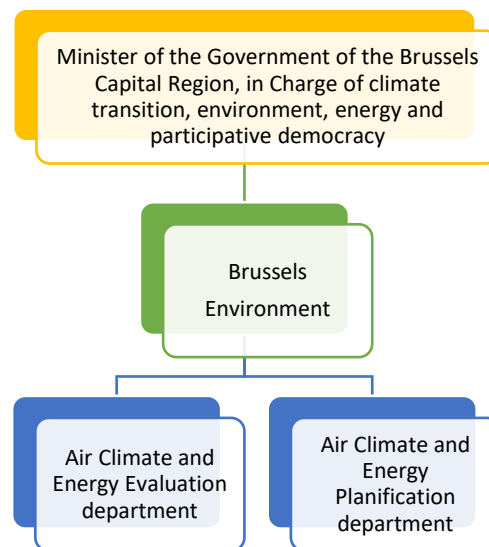 Minister of the Government of the Brussels
Capital Region, in Charge of climate
transition, environment, energy and
participative democracy
Brussels
Environment
Air Climate and
Energy Evaluation
department
Air Climate and
Energy
Planification
department